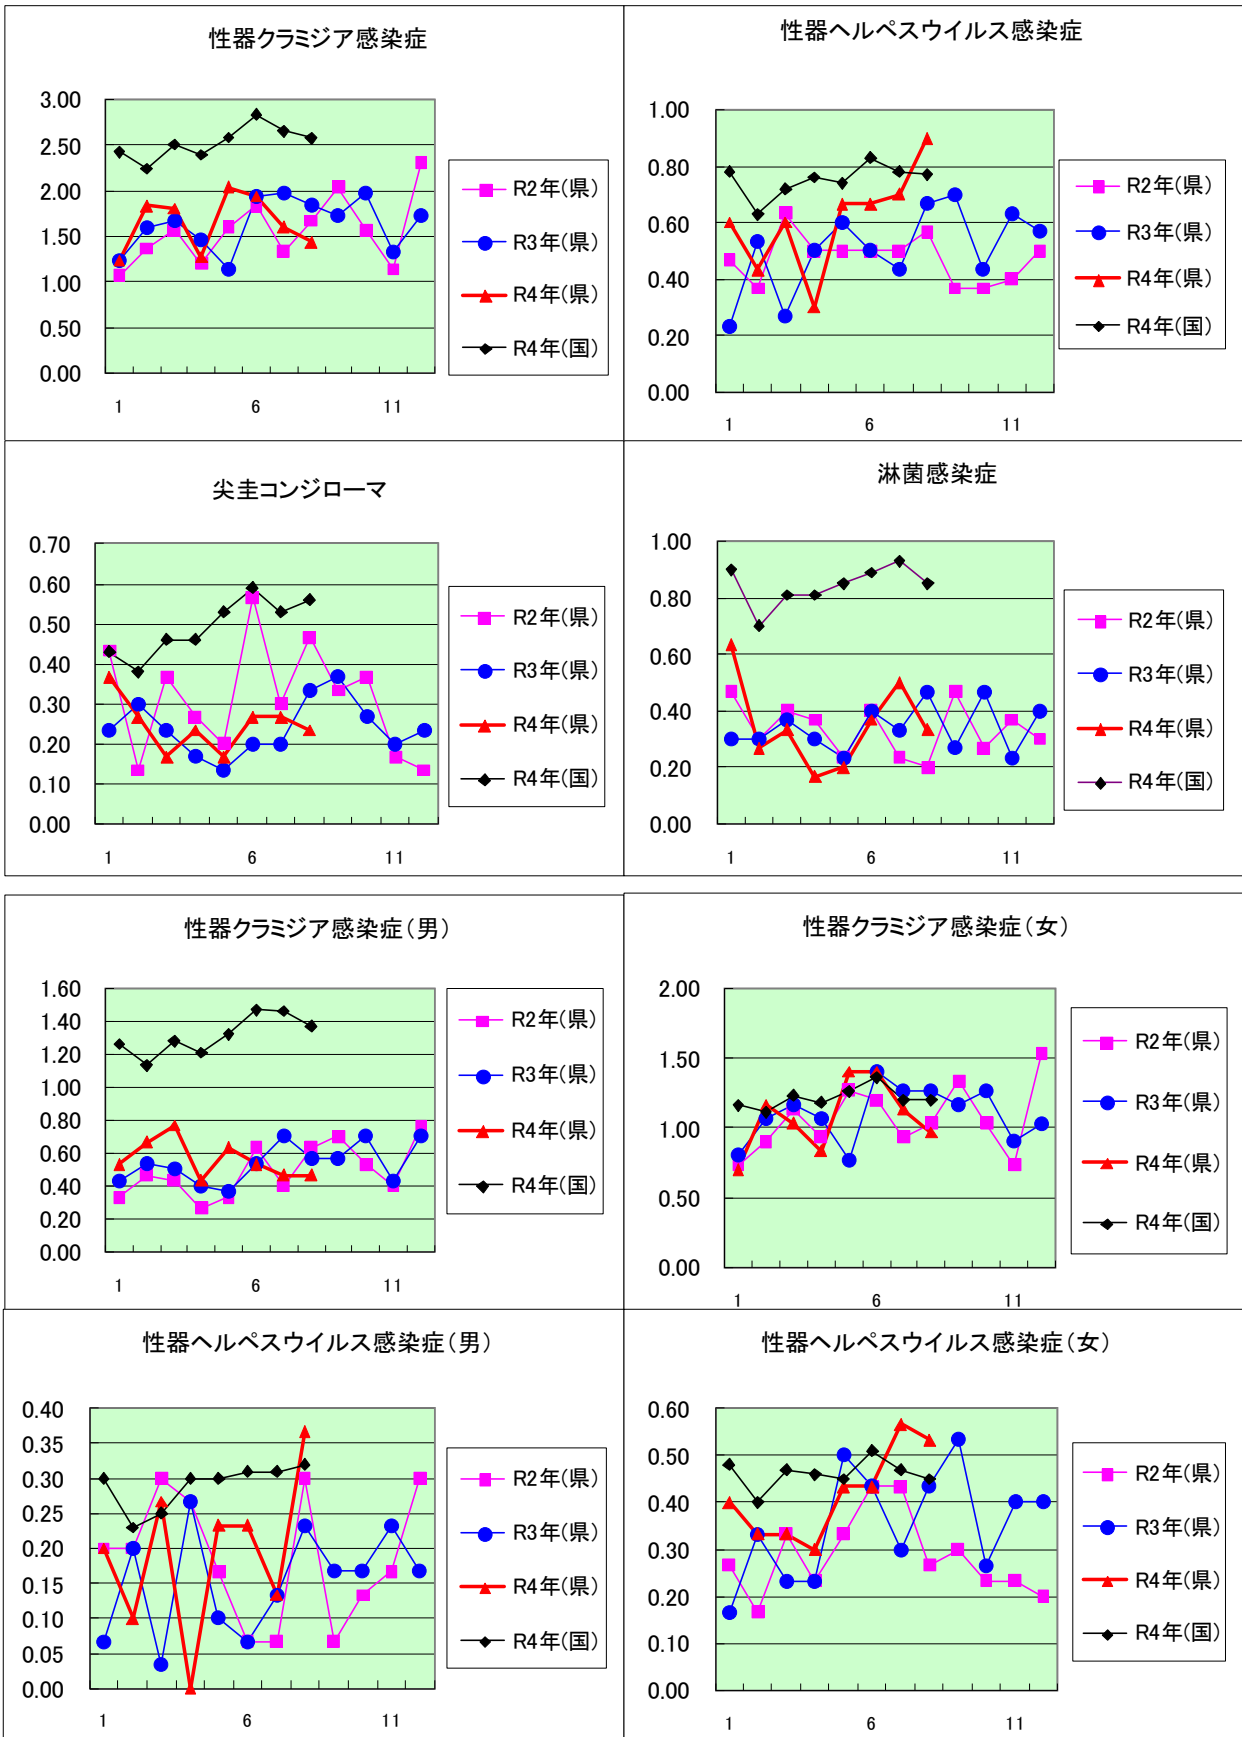 性器クラミジア感染症
3.00
2.50
2.00
1.50
1.00
0.50
0.00
1
6
11
R2年(県)
R3年(県)
R4年(県)
R4年(国)
性器ヘルペスウイルス感染症
1.00
0.80
0.60
0.40
0.20
0.00
1
6
11
R2年(県)
R3年(県)
R4年(県)
R4年(国)
尖圭コンジローマ
0.70
0.60
0.50
0.40
0.30
0.20
0.10
0.00
1
6
11
R2年(県)
R3年(県)
R4年(県)
R4年(国)
淋菌感染症
1.00
0.80
0.60
0.40
0.20
0.00
1
6
11
R2年(県)
R3年(県)
R4年(県)
R4年(国)
性器クラミジア感染症(男)
1.60
1.40
1.20
1.00
0.80
0.60
0.40
0.20
0.00
1
6
11
R2年(県)
R3年(県)
R4年(県)
R4年(国)
性器クラミジア感染症(女)
2.00
1.50
1.00
0.50
0.00
1
6
11
R2年(県)
R3年(県)
R4年(県)
R4年(国)
性器ヘルペスウイルス感染症(男)
0.40
0.35
0.30
0.25
0.20
0.15
0.10
0.05
0.00
1
6
11
R2年(県)
R3年(県)
R4年(県)
R4年(国)
性器ヘルペスウイルス感染症(女)
0.60
0.50
0.40
0.30
0.20
0.10
0.00
1
6
11
R2年(県)
R3年(県)
R4年(県)
R4年(国)